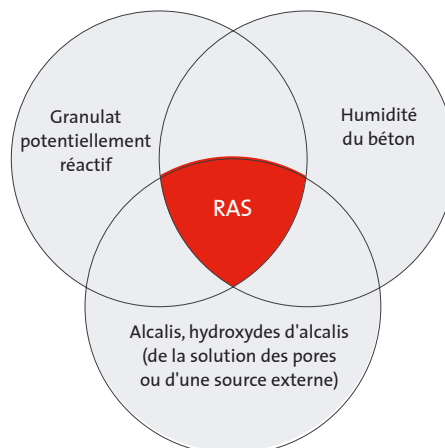 Granulat
potentiellement
réactif
Humidité
du béton
RAS
Alcalis, hydroxydes d'alcalis
(de la solution des pores
ou d'une source externe)